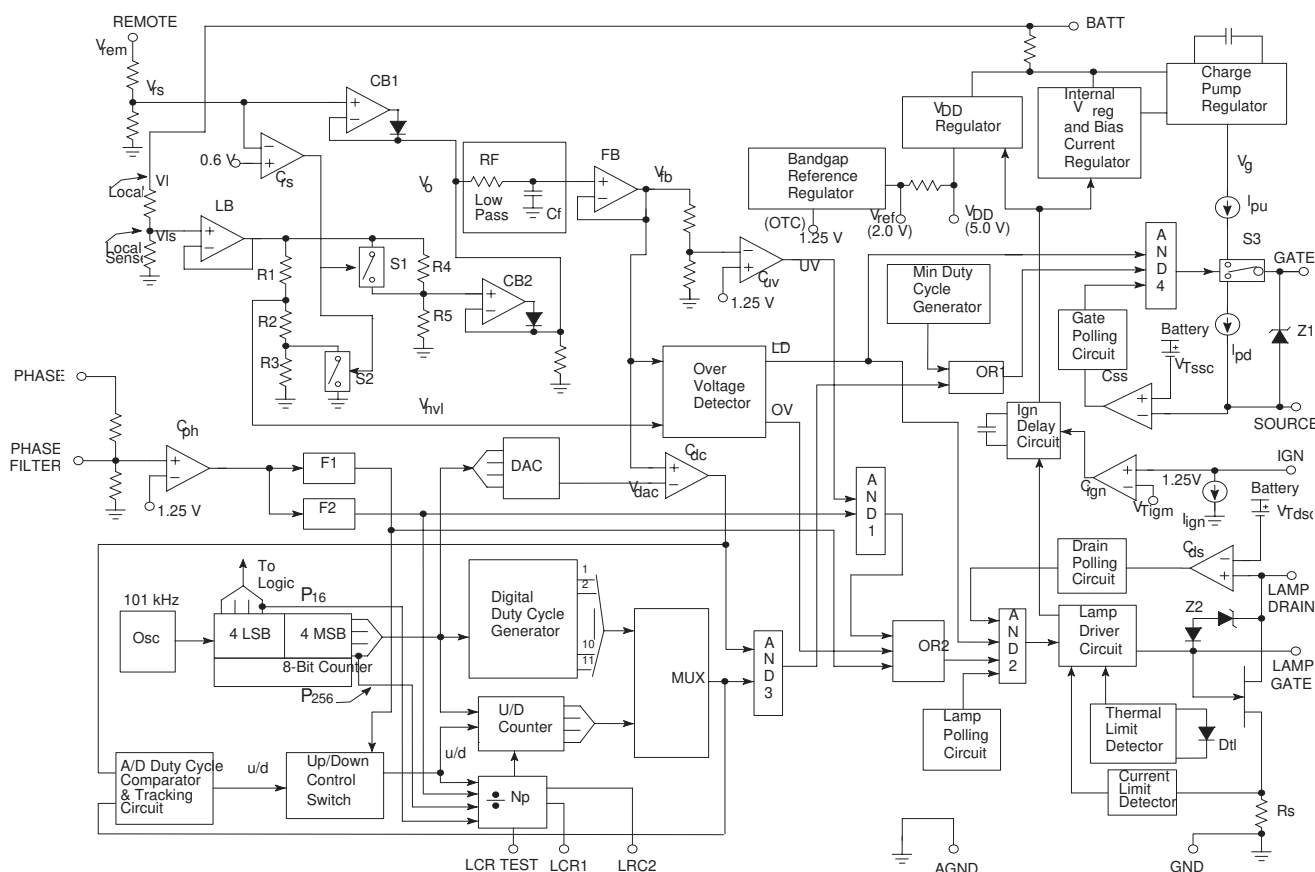 REMOTE
Vrem
Vrs
CB1
BATT
Charge
Pump
Regulator
VDD
Regulator
Internal
Vreg
and Bias
Current
Regulator
0.6 V
Crs
Vo
RF
Low
Pass
Cf
FB
Vfb
Bandgap
Reference
Regulator
(OTC)
1.25 V
Vref
(2.0 V)
VDD
(5.0 V)
Vg
Ipu
S3
GATE
Local
Vl
Local
Sense
Vls
LB
R1
R2
R3
S1
S2
R4
R5
CB2
Cuv
UV
1.25 V
Min Duty
Cycle
Generator
A
N
D
4
Gate
Polling
Circuit
Battery
VTssc
Css
Ipd
Z1
SOURCE
PHASE
Vnvl
Over
Voltage
Detector
LD
OV
OR1
Ign
Delay
Circuit
PHASE
FILTER
Cph
1.25 V
F1
F2
DAC
Vdac
Cdc
A
N
D
1
Cign
VTigm
1.25V
Iign
IGN
Battery
VTdsc
Drain
Polling
Circuit
Cds
LAMP
DRAIN
To
Logic
P16
101 kHz
Osc
4 LSB
4 MSB
8-Bit Counter
P256
Digital
Duty Cycle
Generator
1
2
10
11
MUX
A
N
D
3
OR2
A
N
D
2
Lamp
Driver
Circuit
Z2
LAMP
GATE
U/D
Counter
Lamp
Polling
Circuit
Thermal
Limit
Detector
Dtl
A/D Duty Cycle
Comparator
& Tracking
Circuit
u/d
Up/Down
Control
Switch
u/d
÷ Np
Current
Limit
Detector
Rs
LCR TEST
LCR1
LRC2
AGND
GND